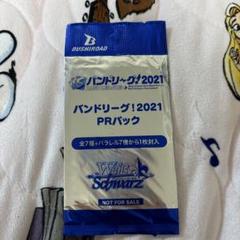 BUSHIROAD
バンドリ～グ！2021
バンドリ～グ！2021
PRパック
全7種+パラレル7種から1枚封入
Weiß
Schwarz
NOT FOR SALE